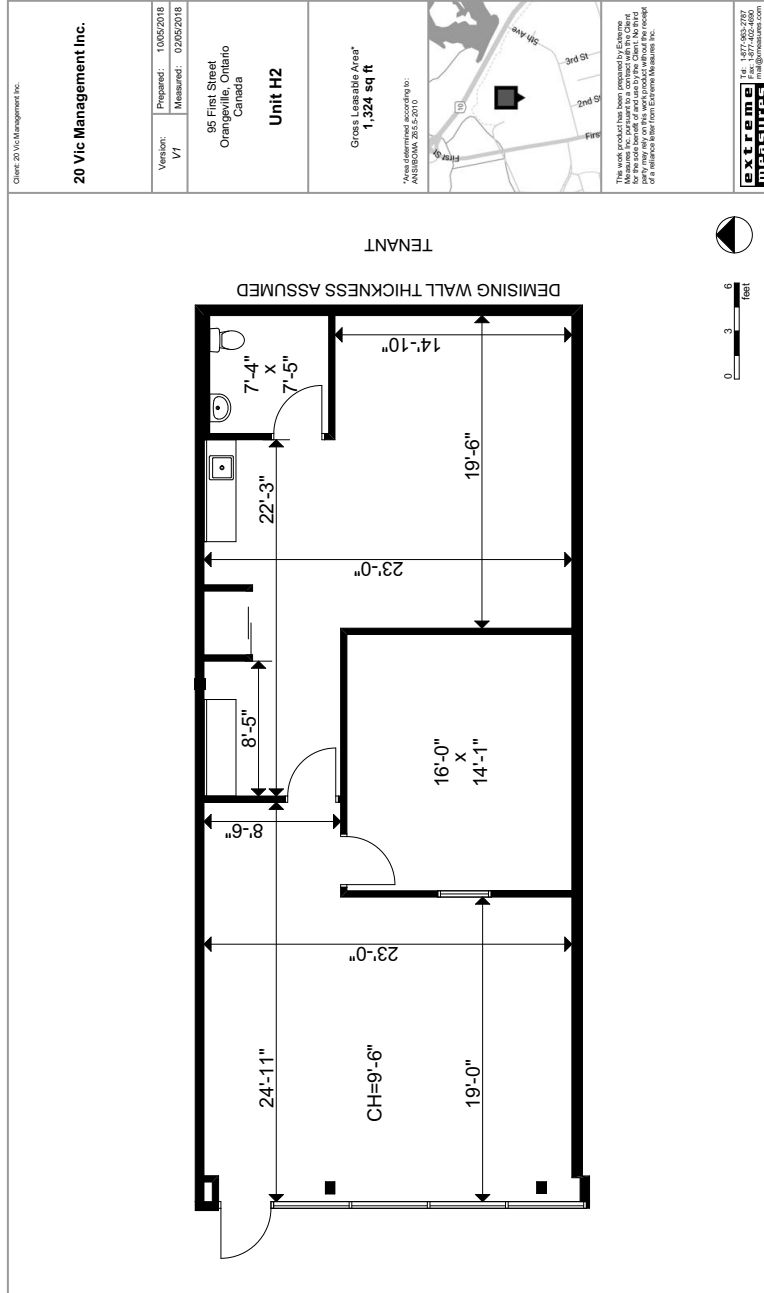 Client: 20 Vic Management Inc.
20 Vic Management Inc.
Version:
V1
Prepared: 10/05/2018
Measured: 02/05/2018
95 First Street
Orangeville, Ontario
Canada
Unit H2
Gross Leasable Area*
1,324 sq ft
*Area determined according to:
ANSI/BOMA Z65.5-2010
First St
10
5th Ave
3rd St
2nd S
First
This work product has been prepared by Extreme
Measures Inc. pursuant to a contract with the Client
for the sole benefit of and use by the Client. No third
party may rely on this work product without the receipt
of a reliance letter from Extreme Measures Inc.
extreme
measures
Tel: 1-877-963-2787
Fax: 1-877-402-4690
mail@xmeasures.com
TENANT
DEMISING WALL THICKNESS ASSUMED
7'-4"
x
7'-5"
14'-10"
22'-3"
19'-6"
23'-0"
8'-5"
16'-0"
x
14'-1"
8'-6"
23'-0"
24'-11"
CH=9'-6"
19'-0"
0 3 6
feet